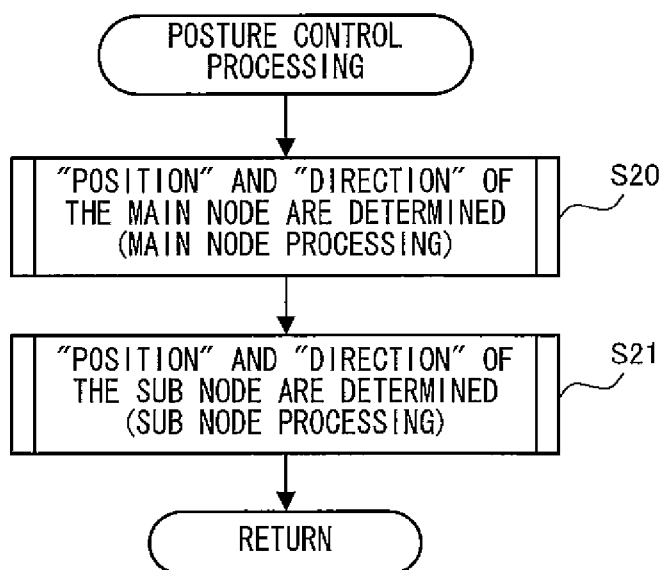 POSTURE CONTROL
PROCESSING
"POSITION" AND "DIRECTION" OF
THE MAIN NODE ARE DETERMINED
(MAIN NODE PROCESSING)
S20
"POSITION" AND "DIRECTION" OF
THE SUB NODE ARE DETERMINED
(SUB NODE PROCESSING)
S21
RETURN